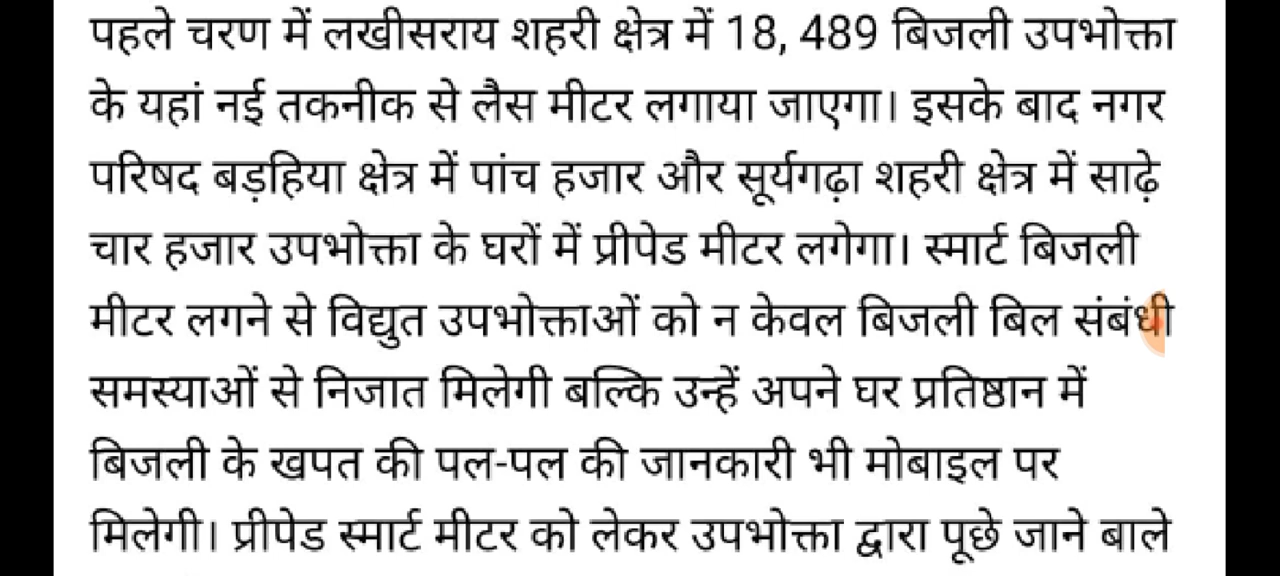 पहले चरण में लखीसराय शहरी क्षेत्र में 18, 489 बिजली उपभोक्ता
के यहां नई तकनीक से लैस मीटर लगाया जाएगा। इसके बाद नगर
परिषद बड़हिया क्षेत्र में पांच हजार और सूर्यगढ़ा शहरी क्षेत्र में साढ़े
चार हजार उपभोक्ता के घरों में प्रीपेड मीटर लगेगा। स्मार्ट बिजली
मीटर लगने से विद्युत उपभोक्ताओं को न केवल बिजली बिल संबंधी
समस्याओं से निजात मिलेगी बल्कि उन्हें अपने घर प्रतिष्ठान में
बिजली के खपत की पल-पल की जानकारी भी मोबाइल पर
मिलेगी। प्रीपेड स्मार्ट मीटर को लेकर उपभोक्ता द्वारा पूछे जाने बाले